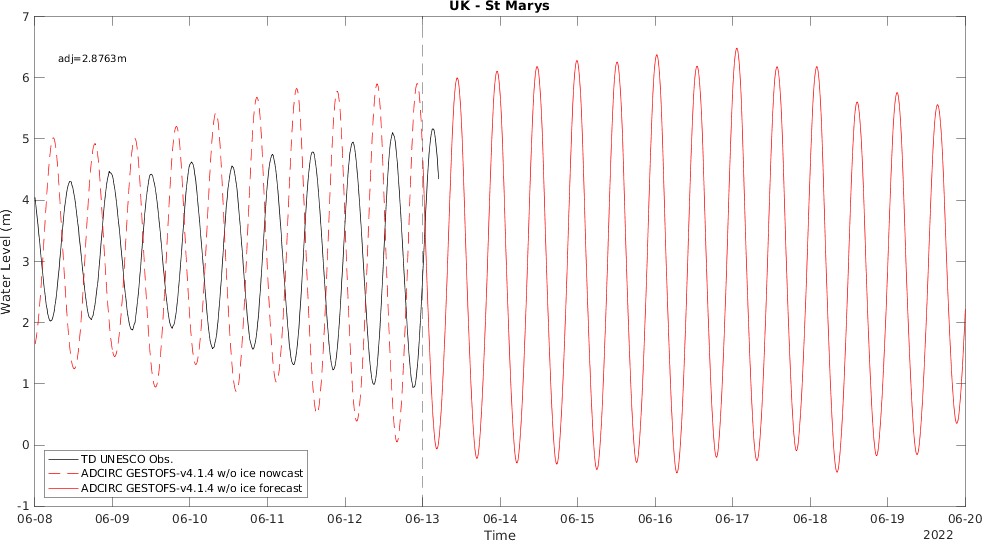 UK - St Marys
7
adj=2.8763m
6
5
4
3
2
1
0
-1
Water Level (m)
TD UNESCO Obs.
ADCIRC GESTOFS-v4.1.4 w/o ice nowcast
ADCIRC GESTOFS-v4.1.4 w/o ice forecast
06-08 06-09 06-10 06-11 06-12 06-13 06-14 06-15 06-16 06-17 06-18 06-19 06-20
Time
2022